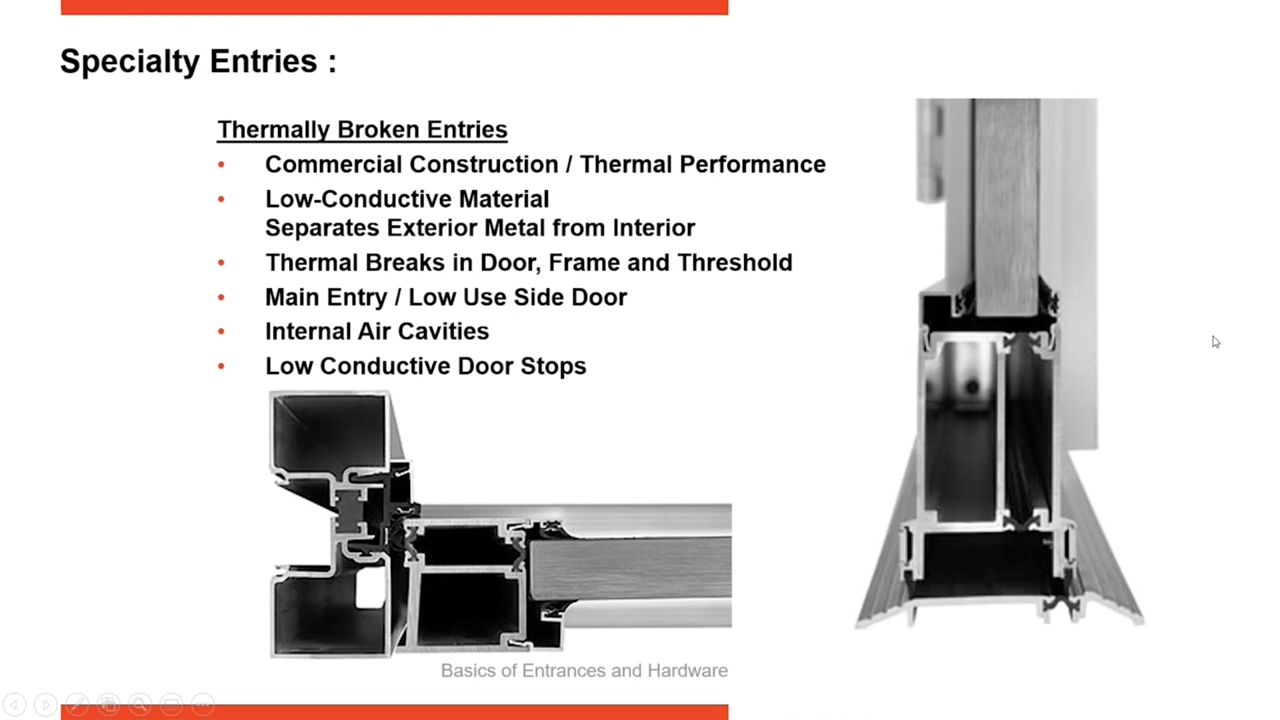 Specialty Entries :
Thermally Broken Entries
• Commercial Construction / Thermal Performance
• Low-Conductive Material
Separates Exterior Metal from Interior
• Thermal Breaks in Door, Frame and Threshold
• Main Entry / Low Use Side Door
• Internal Air Cavities
• Low Conductive Door Stops
Basics of Entrances and Hardware